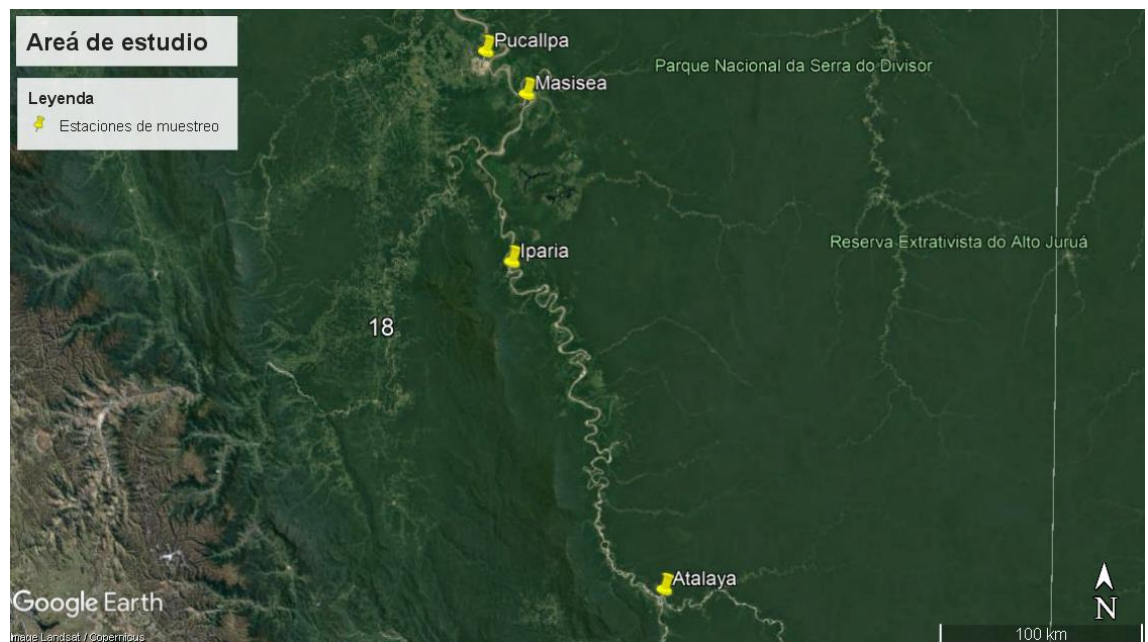 Areá de estudio
Leyenda
Estaciones de muestreo
Pucallpa
Masisea
Parque Nacional da Serra do Divisor
Reserva Extrativista do Alto Juruá
Iparia
18
Atalaya
Google Earth
Image Landsat / Copernicus
N
100 km